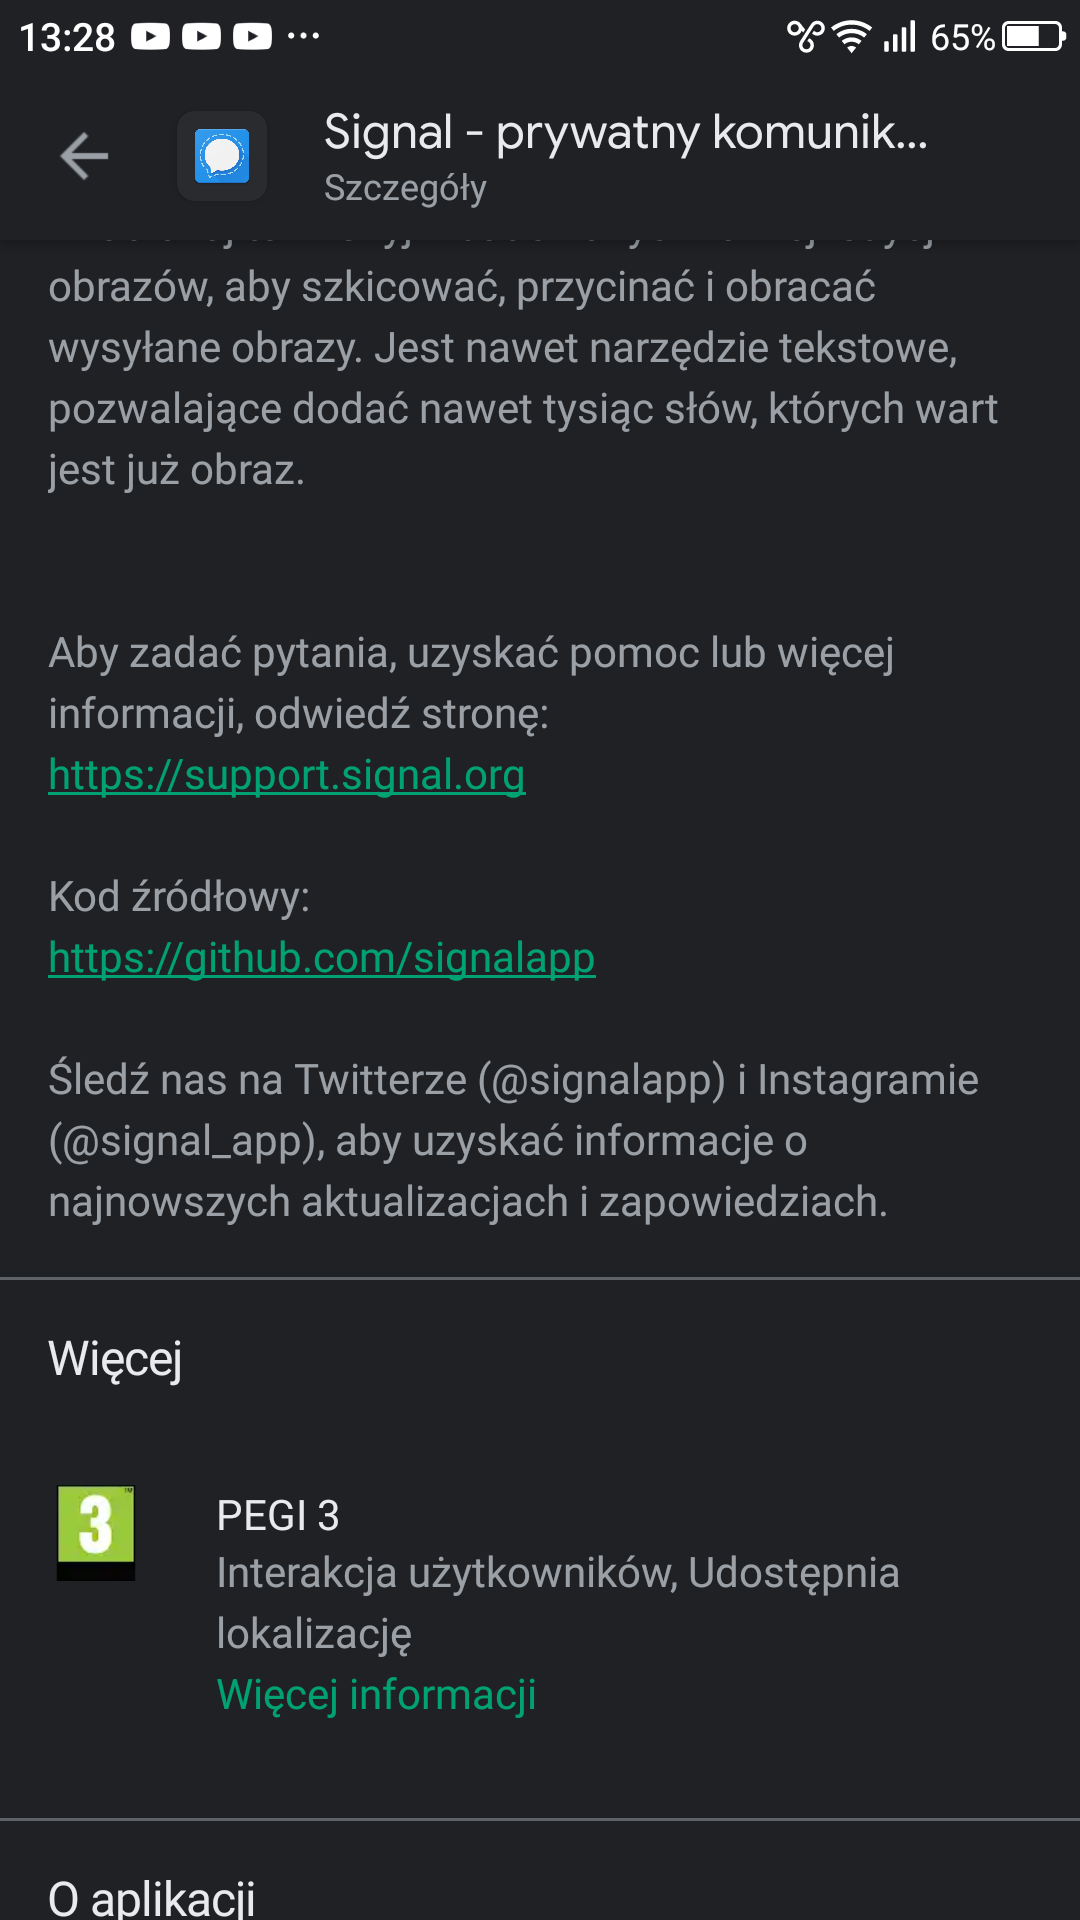 13:28
65%
Signal - prywatny komunik...
Szczegóły
obrazów, aby szkicować, przycinać i obracać
wysyłane obrazy. Jest nawet narzędzie tekstowe,
pozwalające dodać nawet tysiąc słów, których wart
jest już obraz.
Aby zadać pytania, uzyskać pomoc lub więcej
informacji, odwiedź stronę:
https://support.signal.org
Kod źródłowy:
https://github.com/signalapp
Śledź nas na Twitterze (@signalapp) i Instagramie
(@signal_app), aby uzyskać informacje o
najnowszych aktualizacjach i zapowiedziach.
Więcej
3
PEGI 3
Interakcja użytkowników, Udostępnia
lokalizację
Więcej informacji
O aplikacji